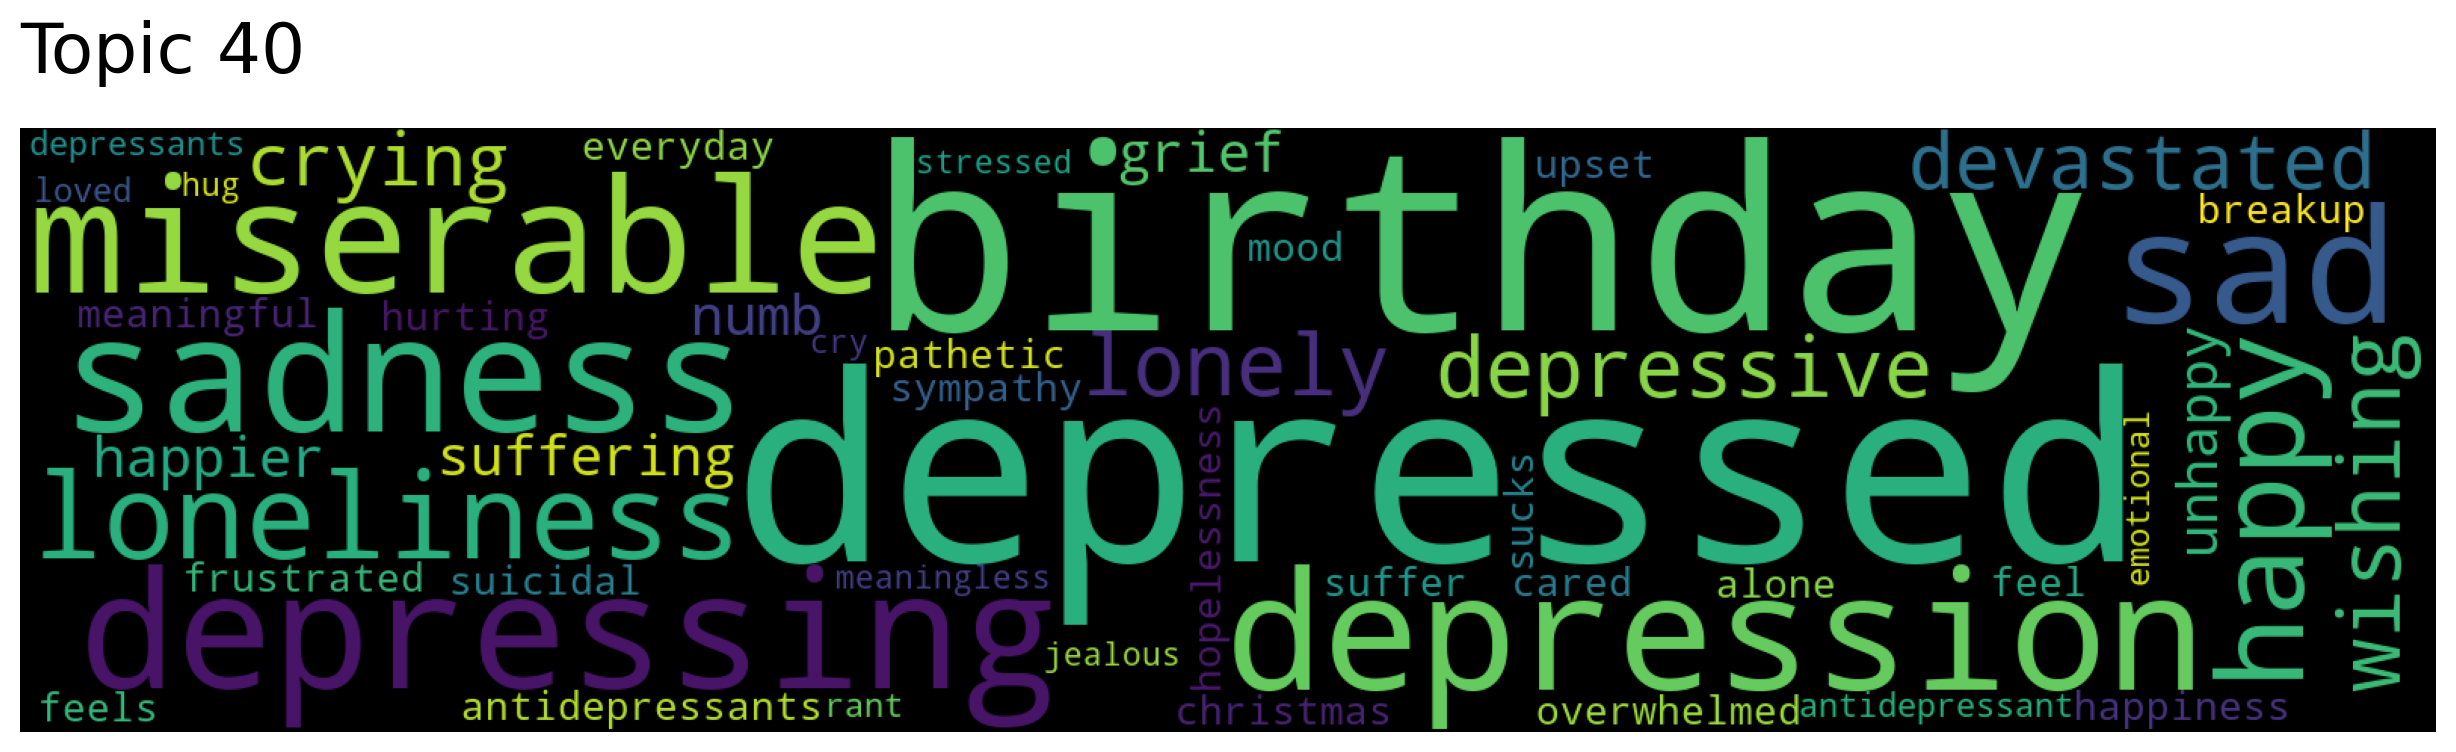 Topic 40
depressants
crying
everyday
birthday
stressed
grief
upset
devastated
loved
hug
miserable
mood
breakup
sad
meaningful
hurting
numb
cry
pathetic
lonely
depressive
unhappy
happy
wishing
sadness
sympathy
depressed
happier
suffering
hopelessness
sucks
emotional
loneliness
frustrated
suicidal
meaningless
suffer
cared
alone
feel
depressing
jealous
depression
feels
antidepressants
rant
christmas
overwhelmed
antidepressant
happiness